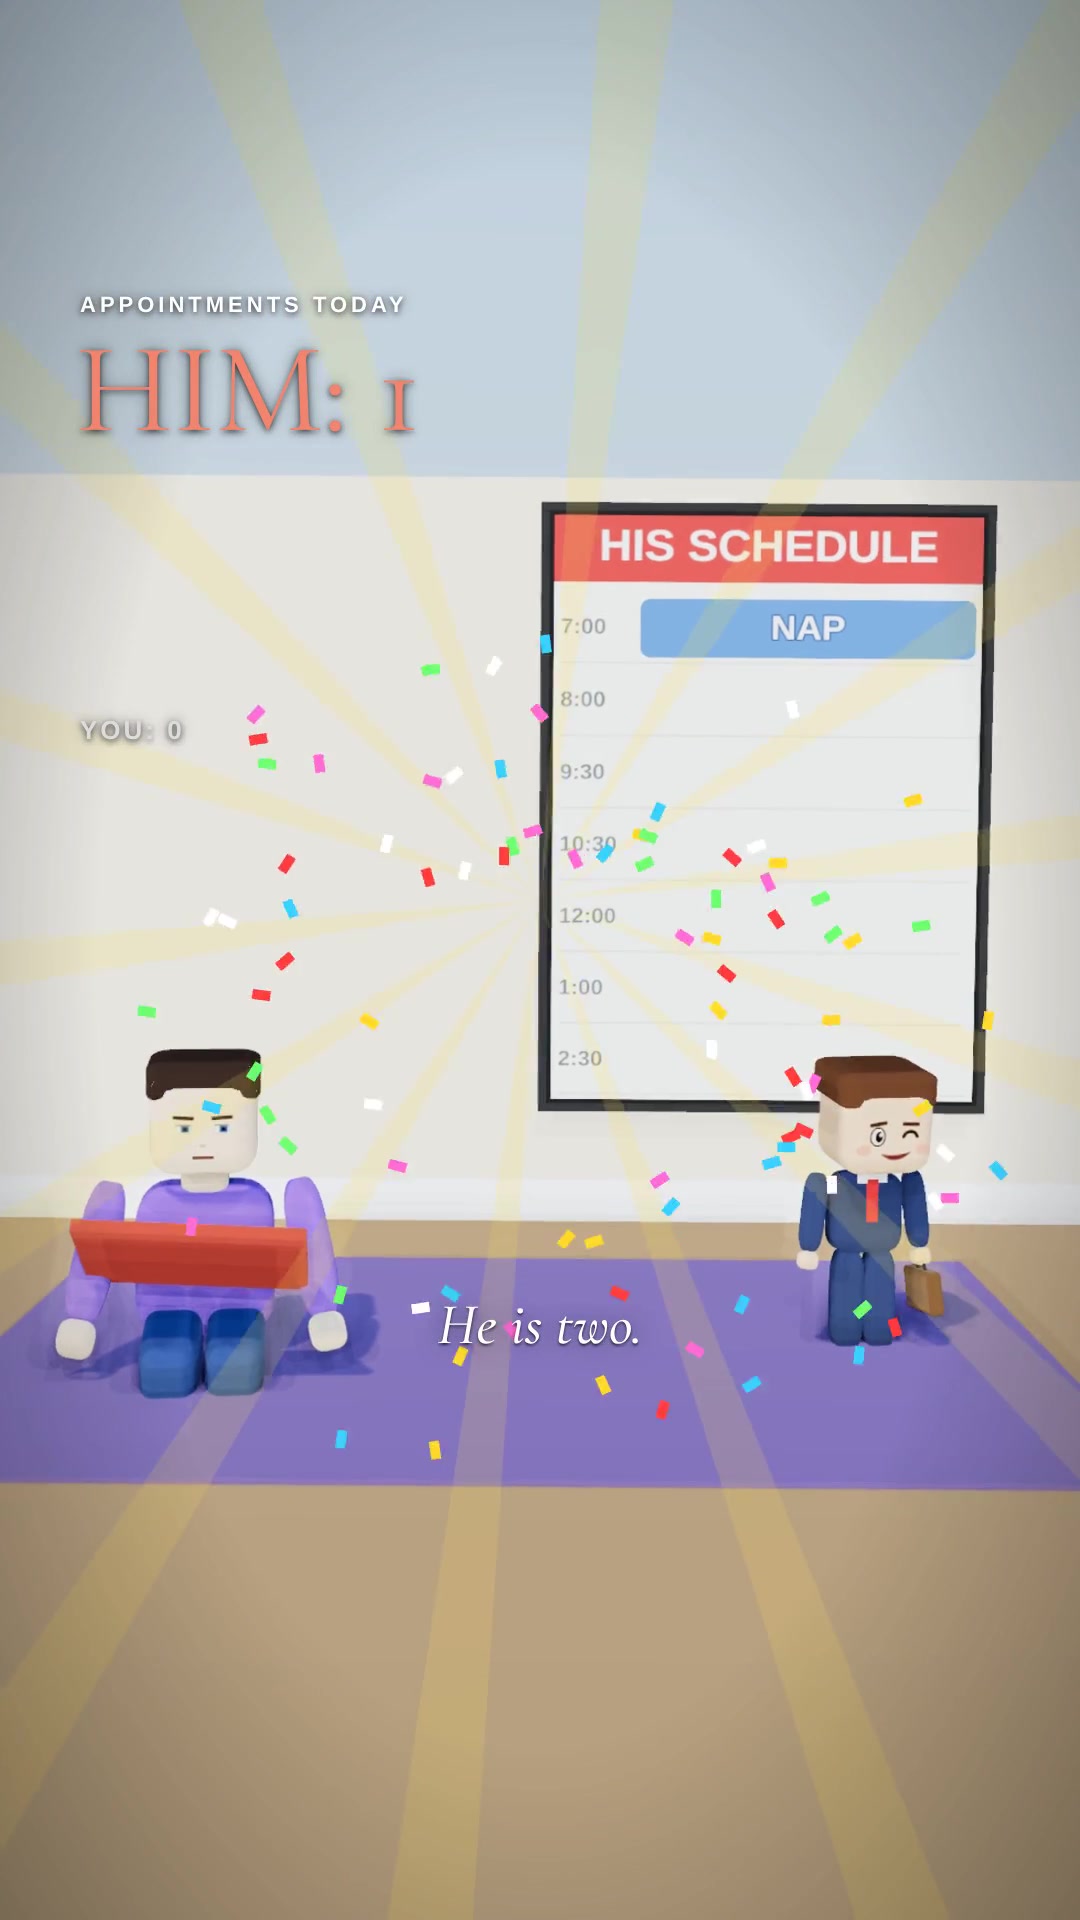 APPOINTMENTS TODAY
HIM: 1
HIS SCHEDULE
7:00 NAP
8:00
YOU: 0
9:30
10:30
12:00
1:00
2:30
He is two.